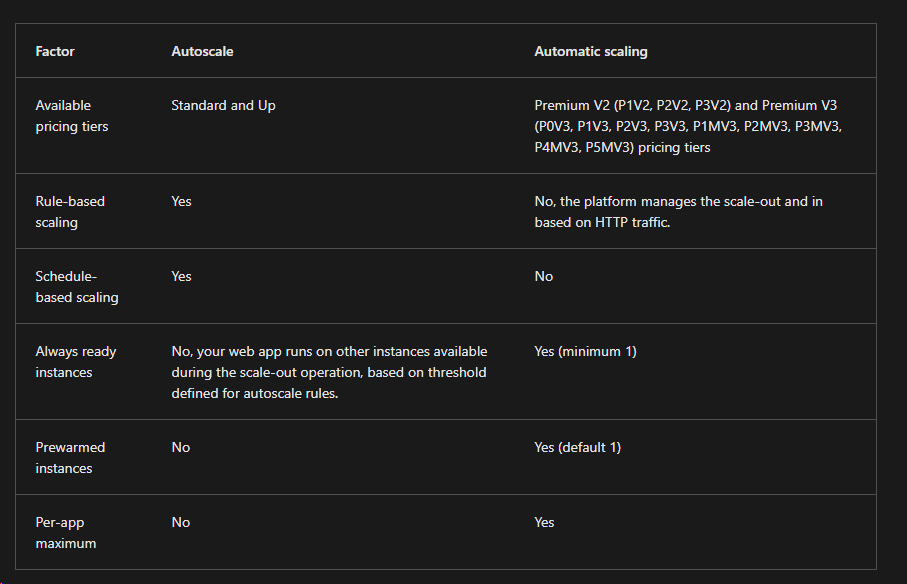 Factor
Autoscale
Automatic scaling
Available
pricing tiers
Standard and Up
Premium V2 (P1V2, P2V2, P3V2) and Premium V3
(P0V3, P1V3, P2V3, P3V3, P1MV3, P2MV3, P3MV3,
P4MV3, P5MV3) pricing tiers
Rule-based
scaling
Yes
No, the platform manages the scale-out and in
based on HTTP traffic.
Schedule-
based scaling
Yes
No
Always ready
instances
No, your web app runs on other instances available
during the scale-out operation, based on threshold
defined for autoscale rules.
Yes (minimum 1)
Prewarmed
instances
No
Yes (default 1)
Per-app
maximum
No
Yes